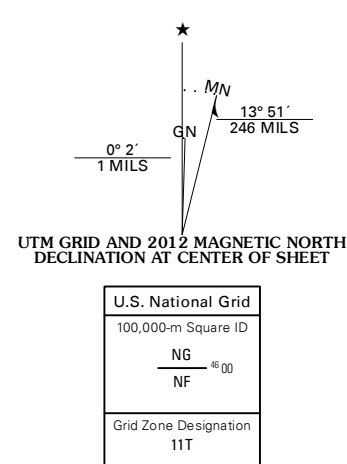 MN
13° 51´
246 MILS
GN
0° 2´
1 MILS
UTM GRID AND 2012 MAGNETIC NORTH
DECLINATION AT CENTER OF SHEET
U.S. National Grid
100,000-m Square ID
NG
46 00
NF
Grid Zone Designation
11T